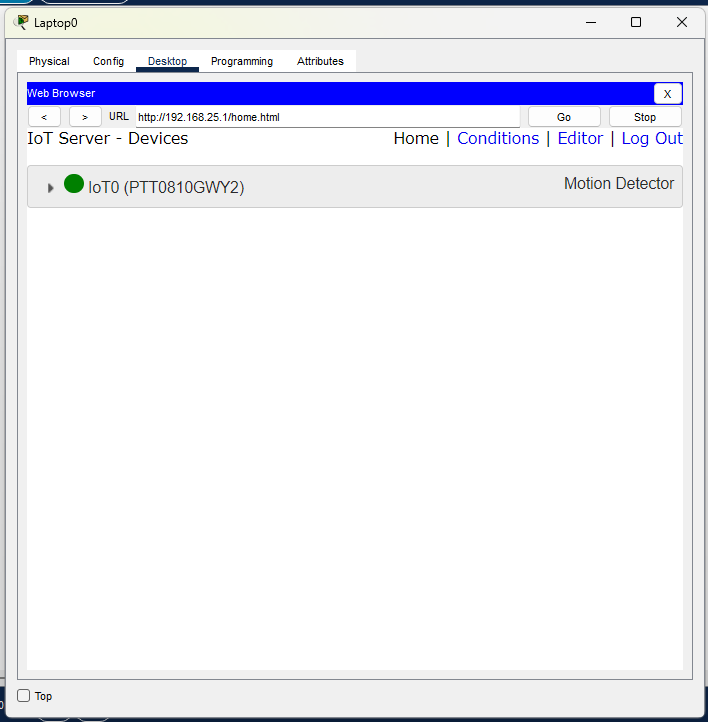 Laptop0
Physical Config Desktop Programming Attributes
Web Browser X
< > URL http://192.168.25.1/home.html Go Stop
IoT Server - Devices Home | Conditions | Editor | Log Out
IoT0 (PTT0810GWY2) Motion Detector
Top